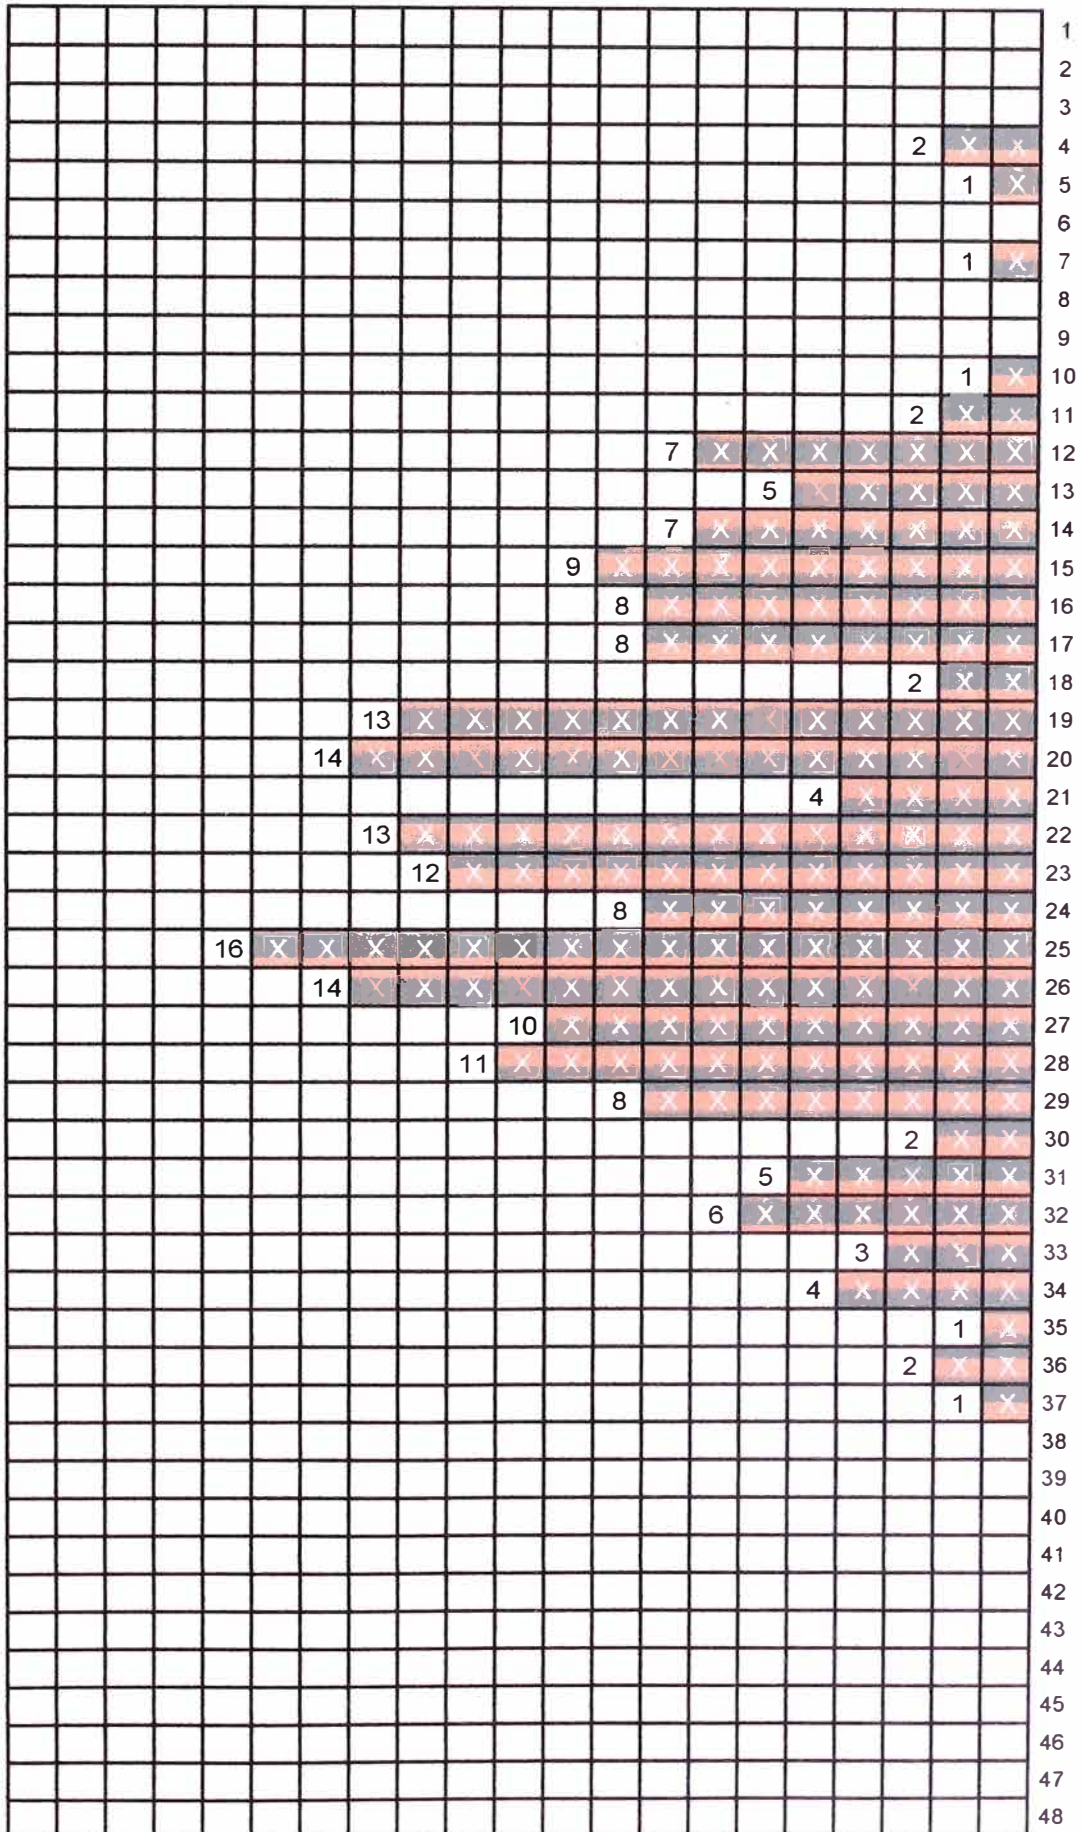 1
2
3
2 X X 4
1 X 5
6
1 X 7
8
9
1 X 10
2 X X 11
7 X X X X X X X 12
5 X X X X X 13
7 X X X X X X X 14
9 X X X X X X X X X 15
8 X X X X X X X X 16
8 X X X X X X X X 17
2 X X 18
13 X X X X X X X X X X X X X 19
14 X X X X X X X X X X X X X X 20
4 X X X X 21
13 X X X X X X X X X X X X X 22
12 X X X X X X X X X X X X 23
8 X X X X X X X X 24
16 X X X X X X X X X X X X X X X X 25
14 X X X X X X X X X X X X X X 26
10 X X X X X X X X X X 27
11 X X X X X X X X X X X 28
8 X X X X X X X X 29
2 X X 30
5 X X X X X 31
6 X X X X X X 32
3 X X X 33
4 X X X X 34
1 X 35
2 X X 36
1 X 37
38
39
40
41
42
43
44
45
46
47
48